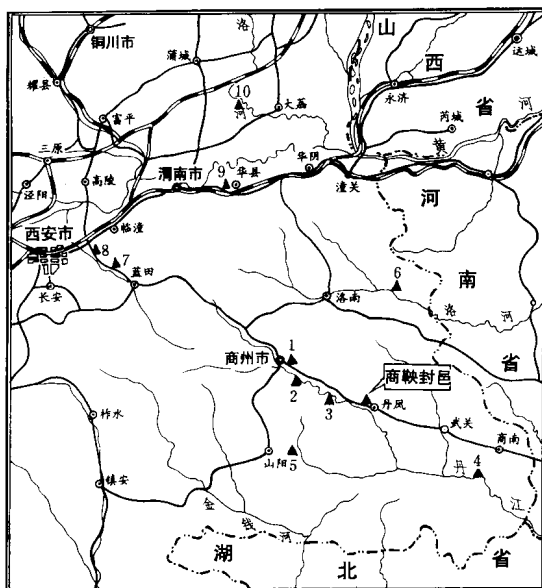 铜川市
洛
山
运城
蒲城
西
耀县
永济
10
省
河
大荔
河
富平
芮城
黄
三原
华阴
高陵
渭南市
9
华县
泾阳
潼关
河
临潼
西安市
8
7
6
南
长安
蓝田
洛南
洛
河
省
1
商州市
商鞅封邑
2
3
丹凤
柞水
武关
商南
山阳
5
丹
4
镇安
金
钱
河
江
湖
北
省